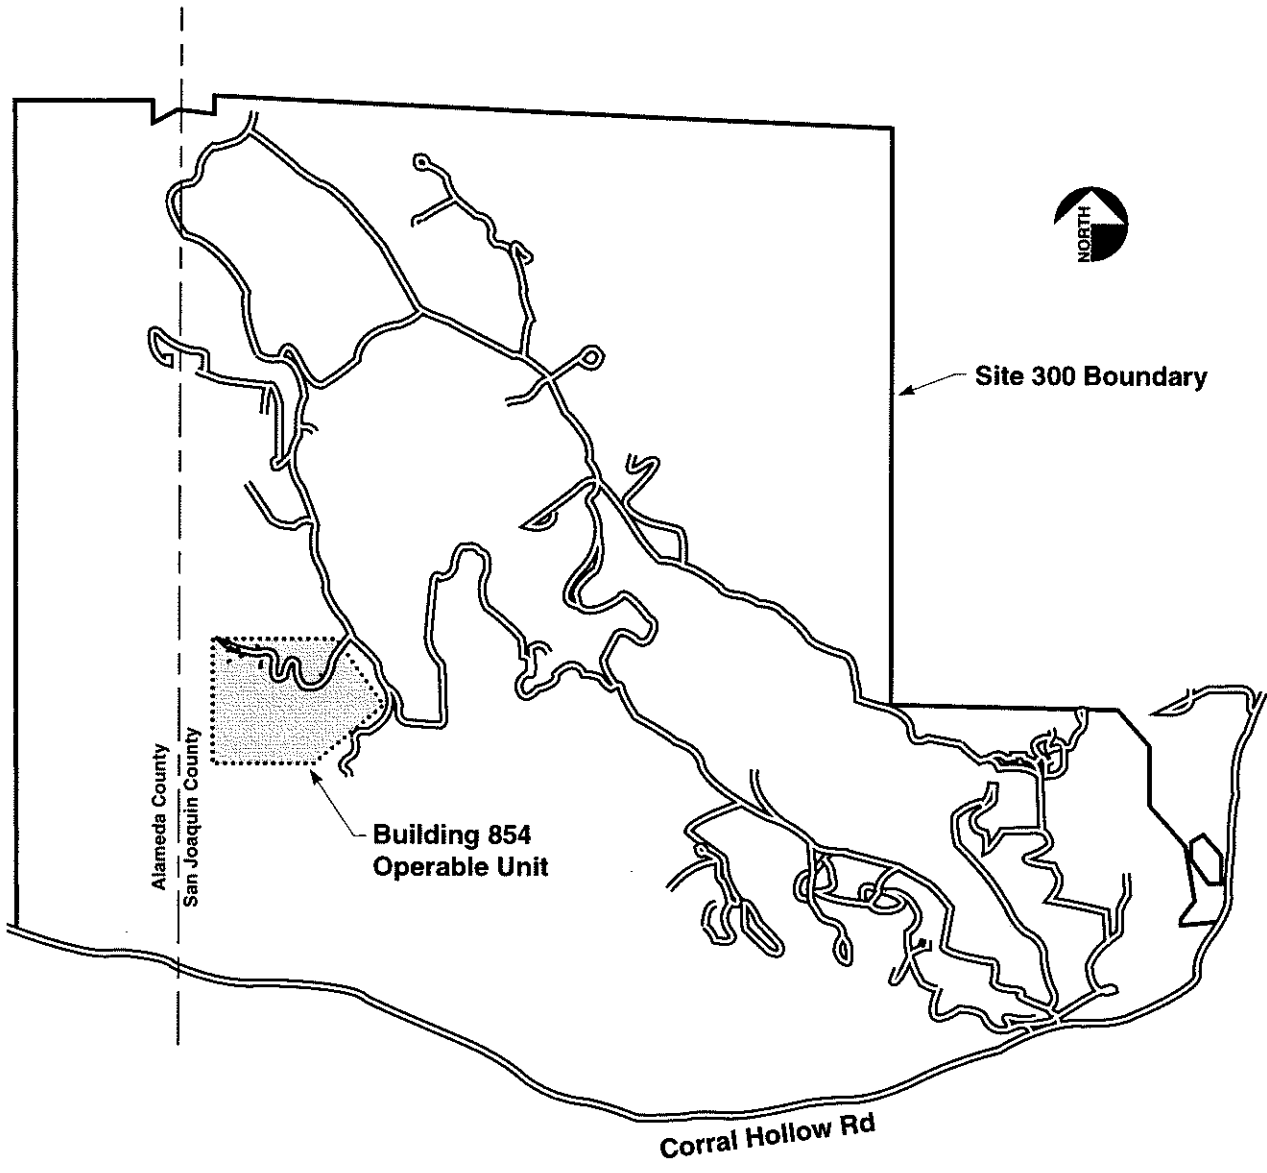 NORTH
Site 300 Boundary
Alameda County
San Joaquin County
Building 854
Operable Unit
Corral Hollow Rd